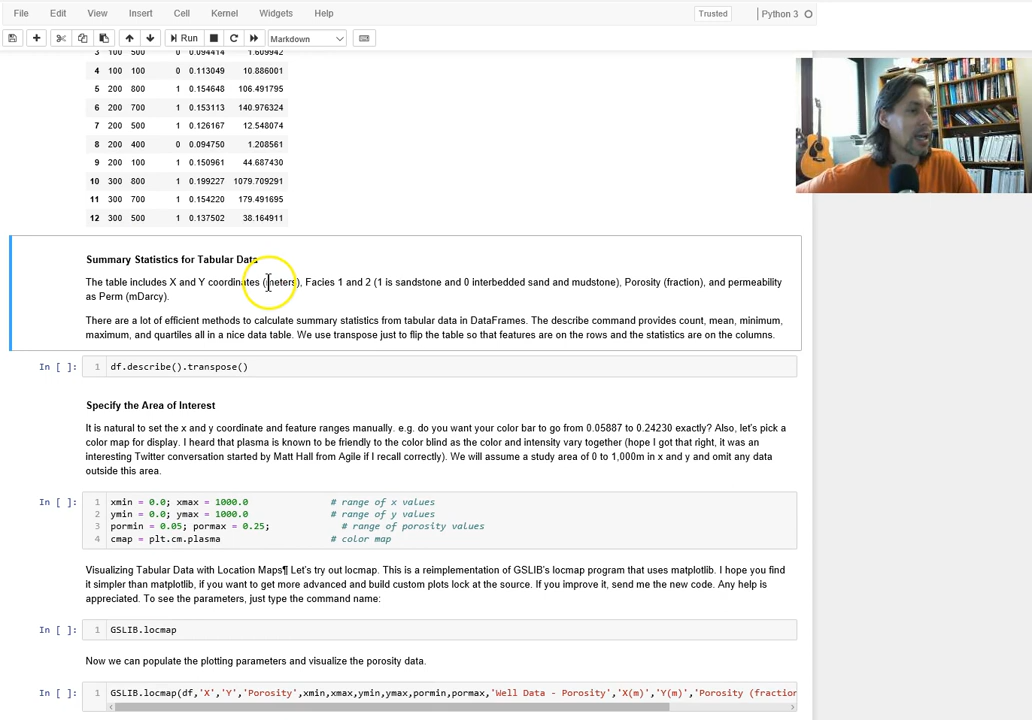 File Edit View Insert Cell Kernel Widgets Help Trusted Python 3
Run Markdown
3 100 500 0 0.094414 1.609942
4 100 100 0 0.113049 10.886001
5 200 800 1 0.154648 106.491795
6 200 700 1 0.153113 140.976324
7 200 500 1 0.126167 12.548074
8 200 400 0 0.094750 1.208561
9 200 100 1 0.150961 44.687430
10 300 800 1 0.199227 1079.709291
11 300 700 1 0.154220 179.491695
12 300 500 1 0.137502 38.164911
Summary Statistics for Tabular Data
The table includes X and Y coordinates (meters), Facies 1 and 2 (1 is sandstone and 0 interbedded sand and mudstone), Porosity (fraction), and permeability
as Perm (mDarcy).
There are a lot of efficient methods to calculate summary statistics from tabular data in DataFrames. The describe command provides count, mean, minimum,
maximum, and quartiles all in a nice data table. We use transpose just to flip the table so that features are on the rows and the statistics are on the columns.
In [ ]: 1 df.describe().transpose()
Specify the Area of Interest
It is natural to set the x and y coordinate and feature ranges manually. e.g. do you want your color bar to go from 0.05887 to 0.24230 exactly? Also, let's pick a
color map for display. I heard that plasma is known to be friendly to the color blind as the color and intensity vary together (hope I got that right, it was an
interesting Twitter conversation started by Matt Hall from Agile if I recall correctly). We will assume a study area of 0 to 1,000m in x and y and omit any data
outside this area.
In [ ]: 1 xmin = 0.0; xmax = 1000.0 # range of x values
2 ymin = 0.0; ymax = 1000.0 # range of y values
3 pormin = 0.05; pormax = 0.25; # range of porosity values
4 cmap = plt.cm.plasma # color map
Visualizing Tabular Data with Location Maps¶ Let's try out locmap. This is a reimplementation of GSLIB's locmap program that uses matplotlib. I hope you find
it simpler than matplotlib, if you want to get more advanced and build custom plots lock at the source. If you improve it, send me the new code. Any help is
appreciated. To see the parameters, just type the command name:
In [ ]: 1 GSLIB.locmap
Now we can populate the plotting parameters and visualize the porosity data.
In [ ]: 1 GSLIB.locmap(df,'X','Y','Porosity',xmin,xmax,ymin,ymax,pormin,pormax,'Well Data - Porosity','X(m)','Y(m)','Porosity (fraction